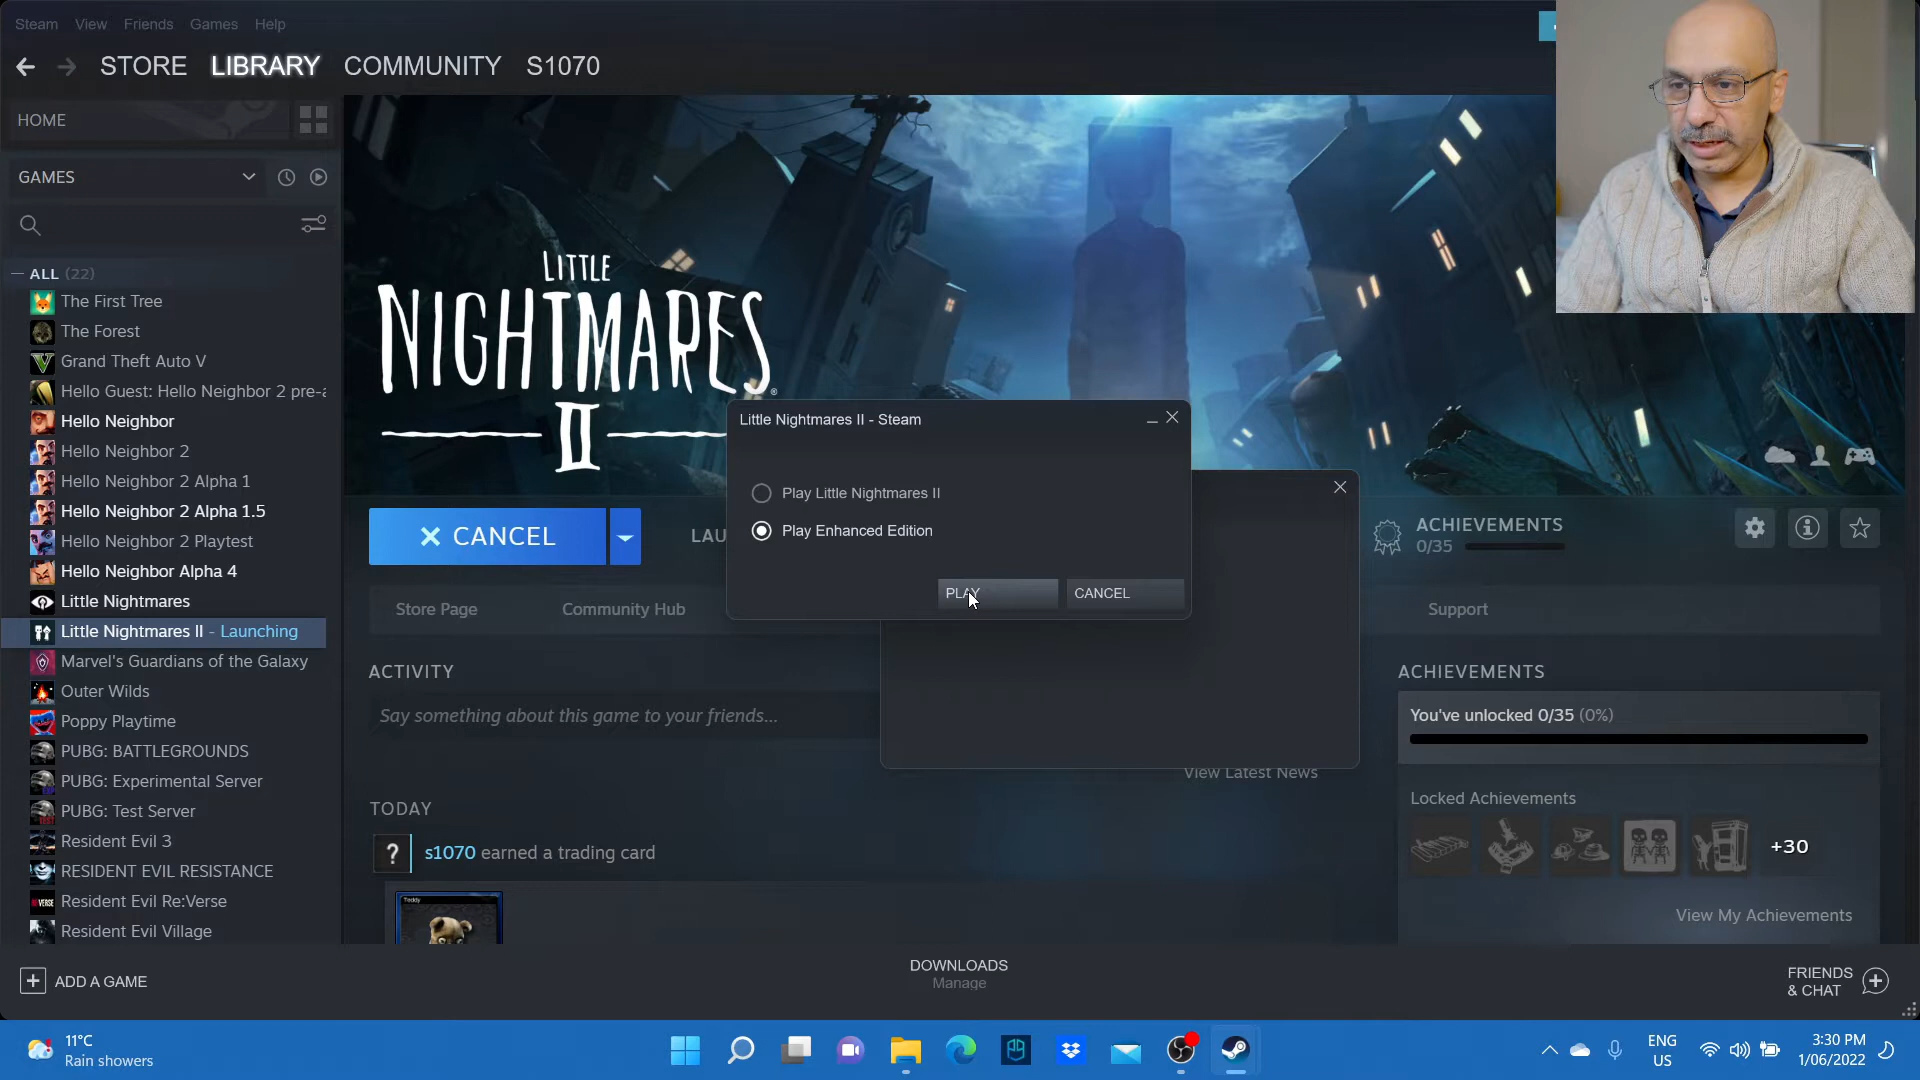 Steam View Friends Games Help
STORE LIBRARY COMMUNITY S1070
HOME
GAMES
ALL (22)
The First Tree
The Forest
Grand Theft Auto V
Hello Guest: Hello Neighbor 2 pre-a
Hello Neighbor
Hello Neighbor 2
Hello Neighbor 2 Alpha 1
Hello Neighbor 2 Alpha 1.5
Hello Neighbor 2 Playtest
Hello Neighbor Alpha 4
Little Nightmares
Little Nightmares II - Launching
Marvel's Guardians of the Galaxy
Outer Wilds
Poppy Playtime
PUBG: BATTLEGROUNDS
PUBG: Experimental Server
PUBG: Test Server
Resident Evil 3
RESIDENT EVIL RESISTANCE
Resident Evil Re:Verse
Resident Evil Village
ADD A GAME
LITTLE
NIGHTMARES
II
Little Nightmares II - Steam
Play Little Nightmares II
Play Enhanced Edition
PLAY CANCEL
CANCEL
LAU
ACHIEVEMENTS
0/35
Store Page Community Hub Support
ACTIVITY
Say something about this game to your friends...
View Latest News
TODAY
s1070 earned a trading card
Teddy
ACHIEVEMENTS
You've unlocked 0/35 (0%)
Locked Achievements
+30
View My Achievements
DOWNLOADS
Manage
FRIENDS
& CHAT
11°C
Rain showers
ENG
US
3:30 PM
1/06/2022